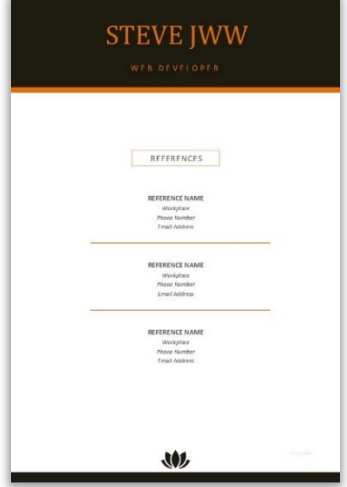 STEVE JWW
WEB DEVELOPER
REFERENCES
REFERENCE NAME
Workplace
Phone Number
Email Address
REFERENCE NAME
Workplace
Phone Number
Email Address
REFERENCE NAME
Workplace
Phone Number
Email Address